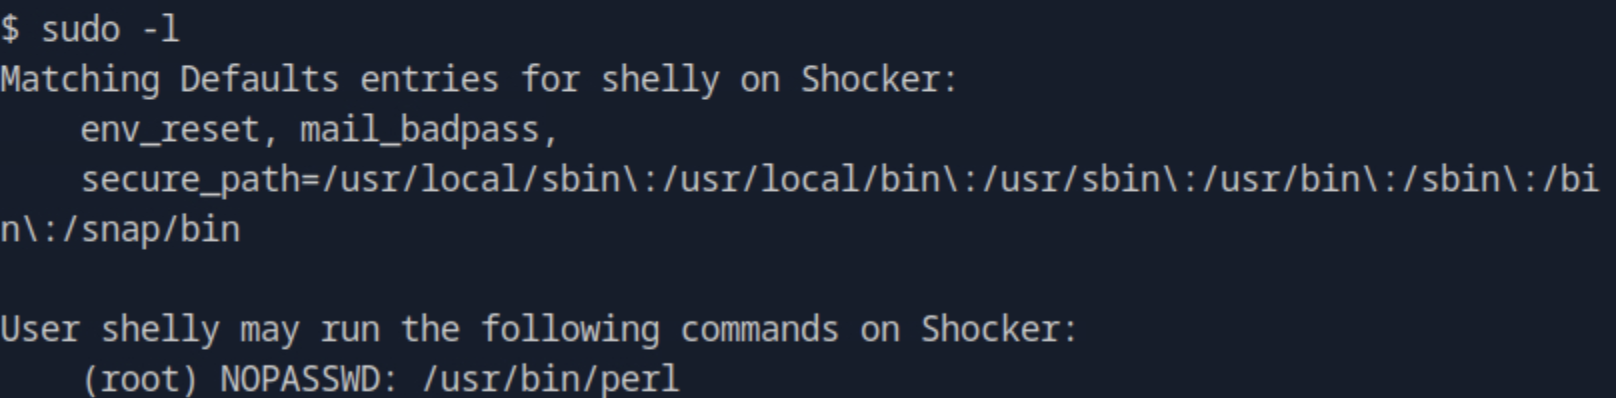 $ sudo -l
Matching Defaults entries for shelly on Shocker:
    env_reset, mail_badpass,
    secure_path=/usr/local/sbin\:/usr/local/bin\:/usr/sbin\:/usr/bin\:/sbin\:/bi
n\:/snap/bin

User shelly may run the following commands on Shocker:
    (root) NOPASSWD: /usr/bin/perl